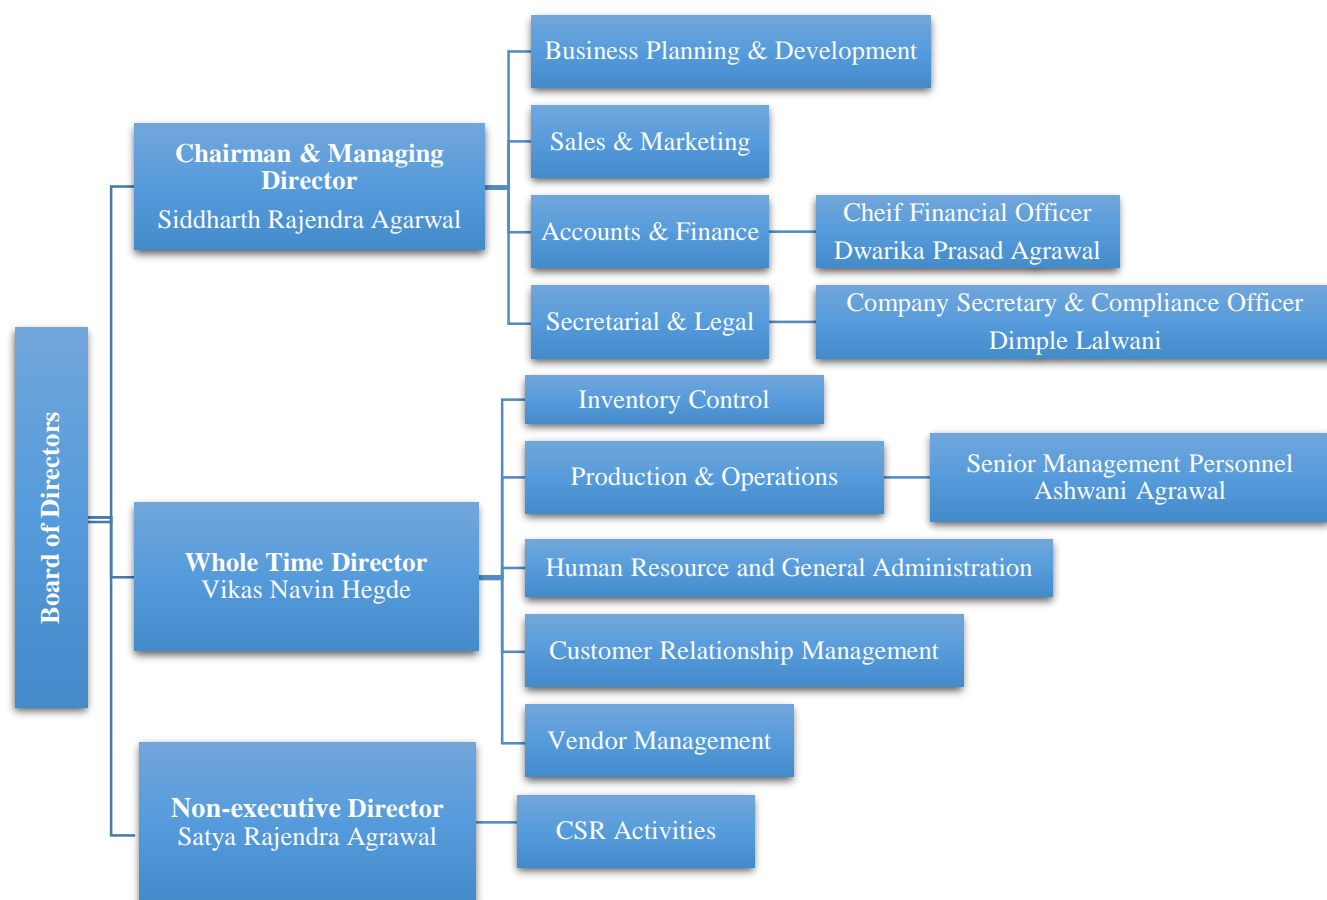 Board of Directors
Chairman & Managing
Director
Siddharth Rajendra Agarwal
Business Planning & Development
Sales & Marketing
Accounts & Finance
Cheif Financial Officer
Dwarika Prasad Agrawal
Secretarial & Legal
Company Secretary & Compliance Officer
Dimple Lalwani
Whole Time Director
Vikas Navin Hegde
Inventory Control
Production & Operations
Senior Management Personnel
Ashwani Agrawal
Human Resource and General Administration
Customer Relationship Management
Vendor Management
Non-executive Director
Satya Rajendra Agrawal
CSR Activities